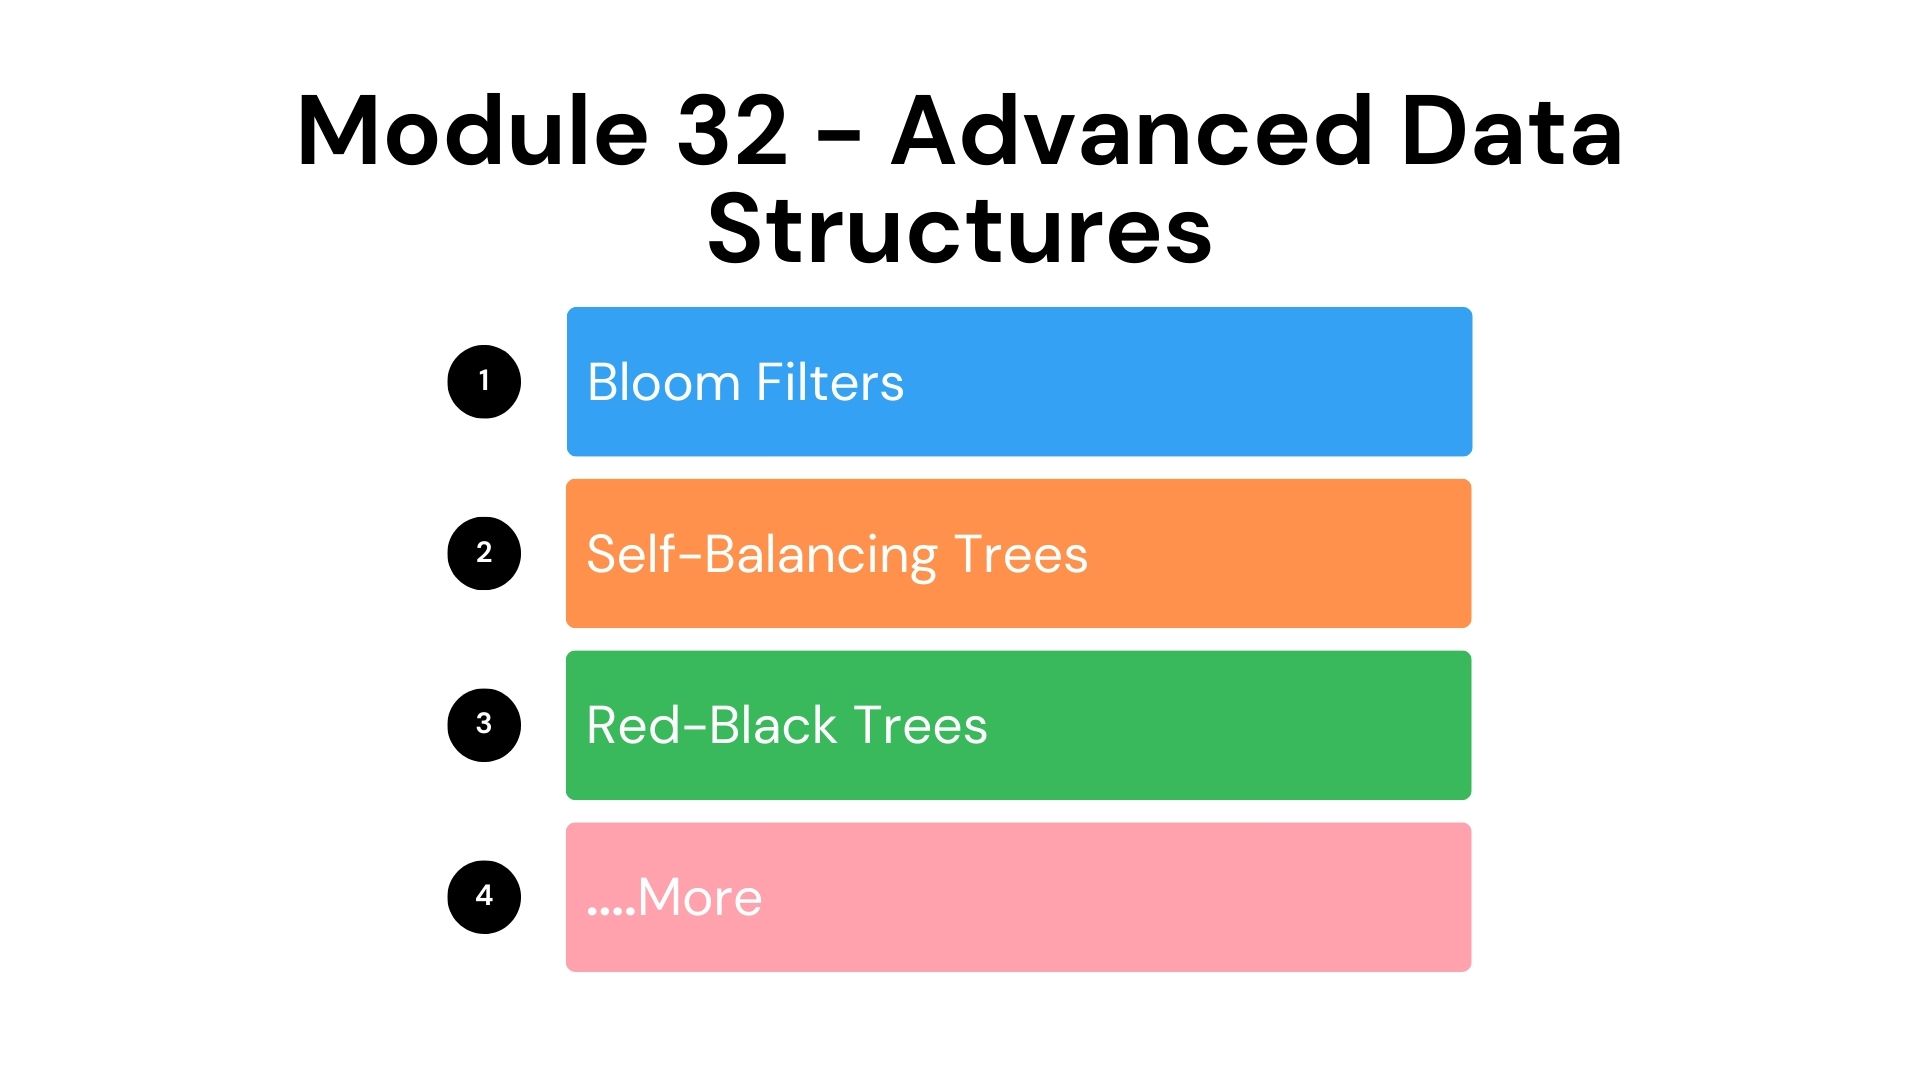 Module 32 - Advanced Data
Structures
1
Bloom Filters
2
Self-Balancing Trees
3
Red-Black Trees
4
....More